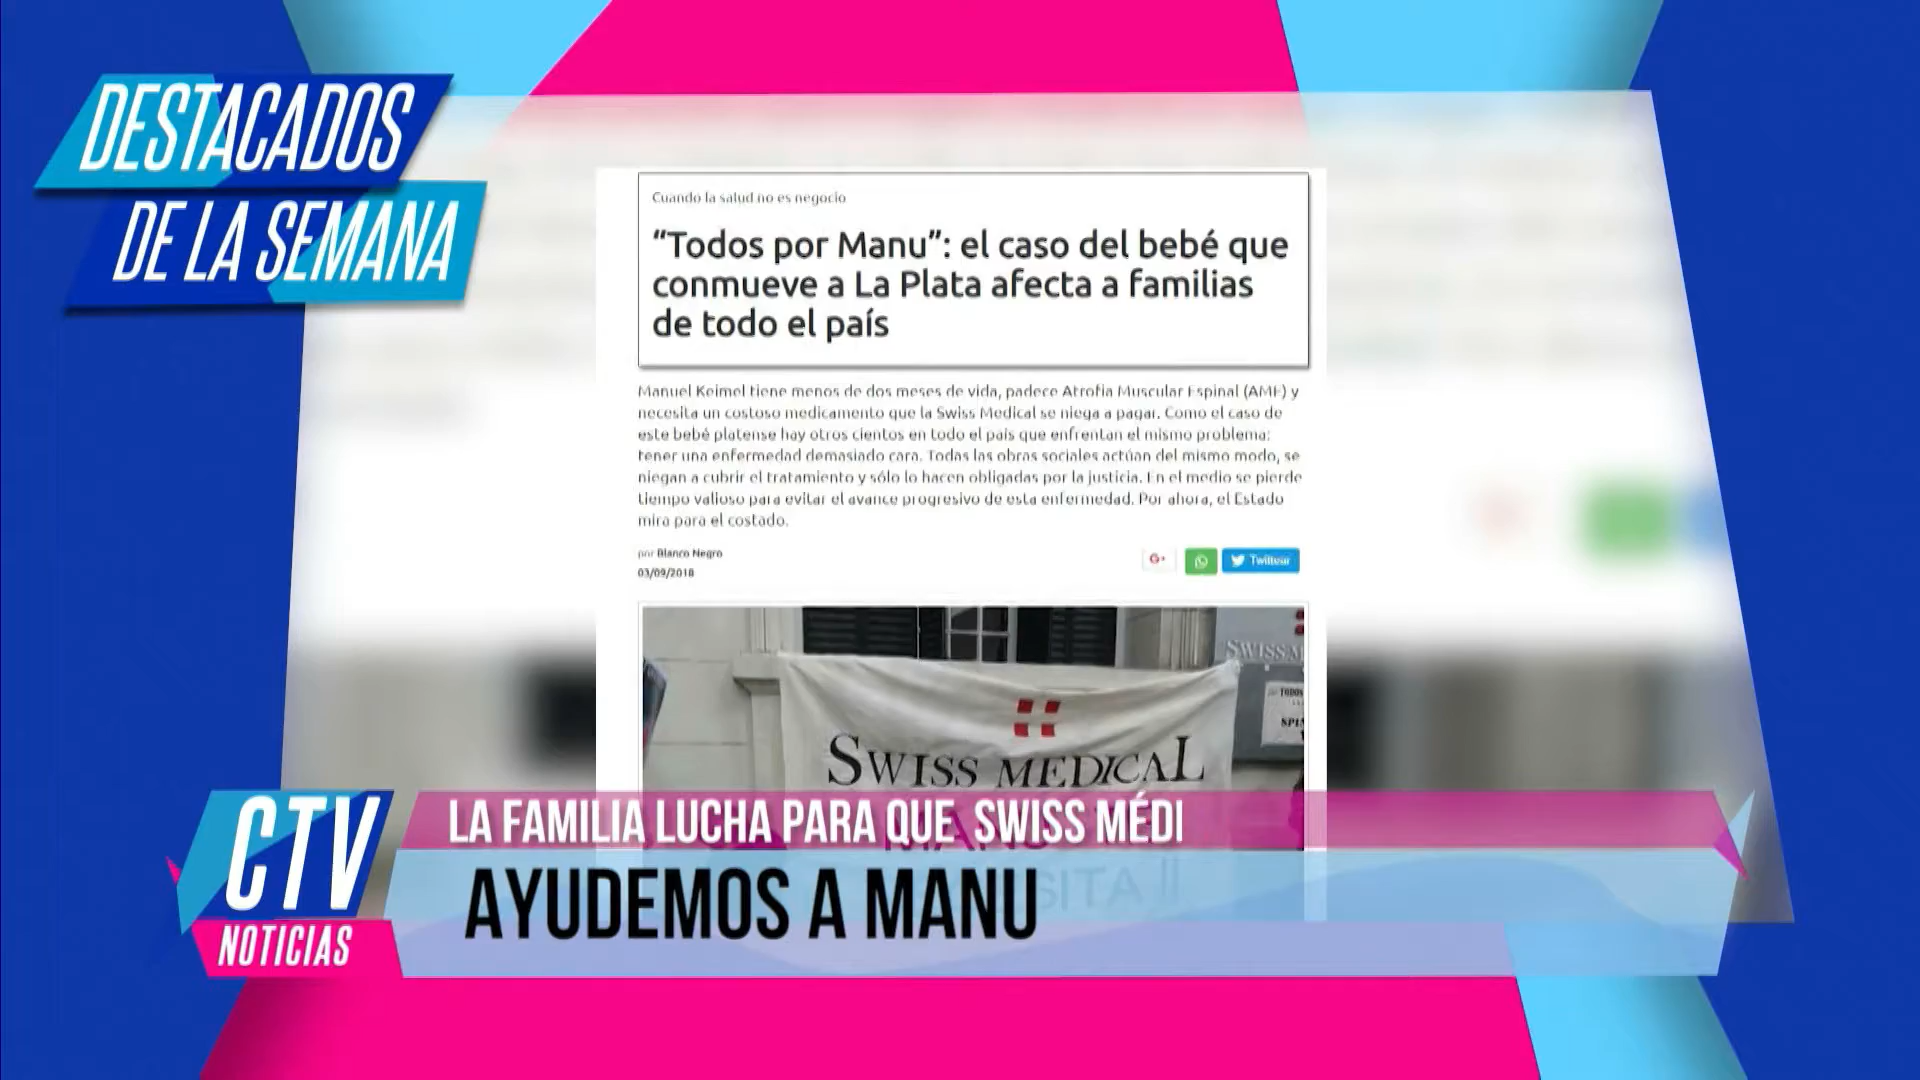 DESTACADOS
DE LA SEMANA
Cuando la salud no es negocio
“Todos por Manu”: el caso del bebé que
conmueve a La Plata afecta a familias
de todo el país
Manuel Keimel tiene menos de dos meses de vida, padece Atrofia Muscular Espinal (AME) y
necesita un costoso medicamento que la Swiss Medical se niega a pagar. Como el caso de
este bebé platense hay otros cientos en todo el país que enfrentan el mismo problema:
tener una enfermedad demasiado cara. Todas las obras sociales actúan del mismo modo, se
niegan a cubrir el tratamiento y sólo lo hacen obligadas por la justicia. En el medio se pierde
tiempo valioso para evitar el avance progresivo de esta enfermedad. Por ahora, el Estado
mira para el costado.
por Blanco Negro
03/09/2018
G+
Twittear
SWISS M
TODOS
SWISS MEDICAL
CTV
NOTICIAS
LA FAMILIA LUCHA PARA QUE SWISS MÉDI
AYUDEMOS A MANU